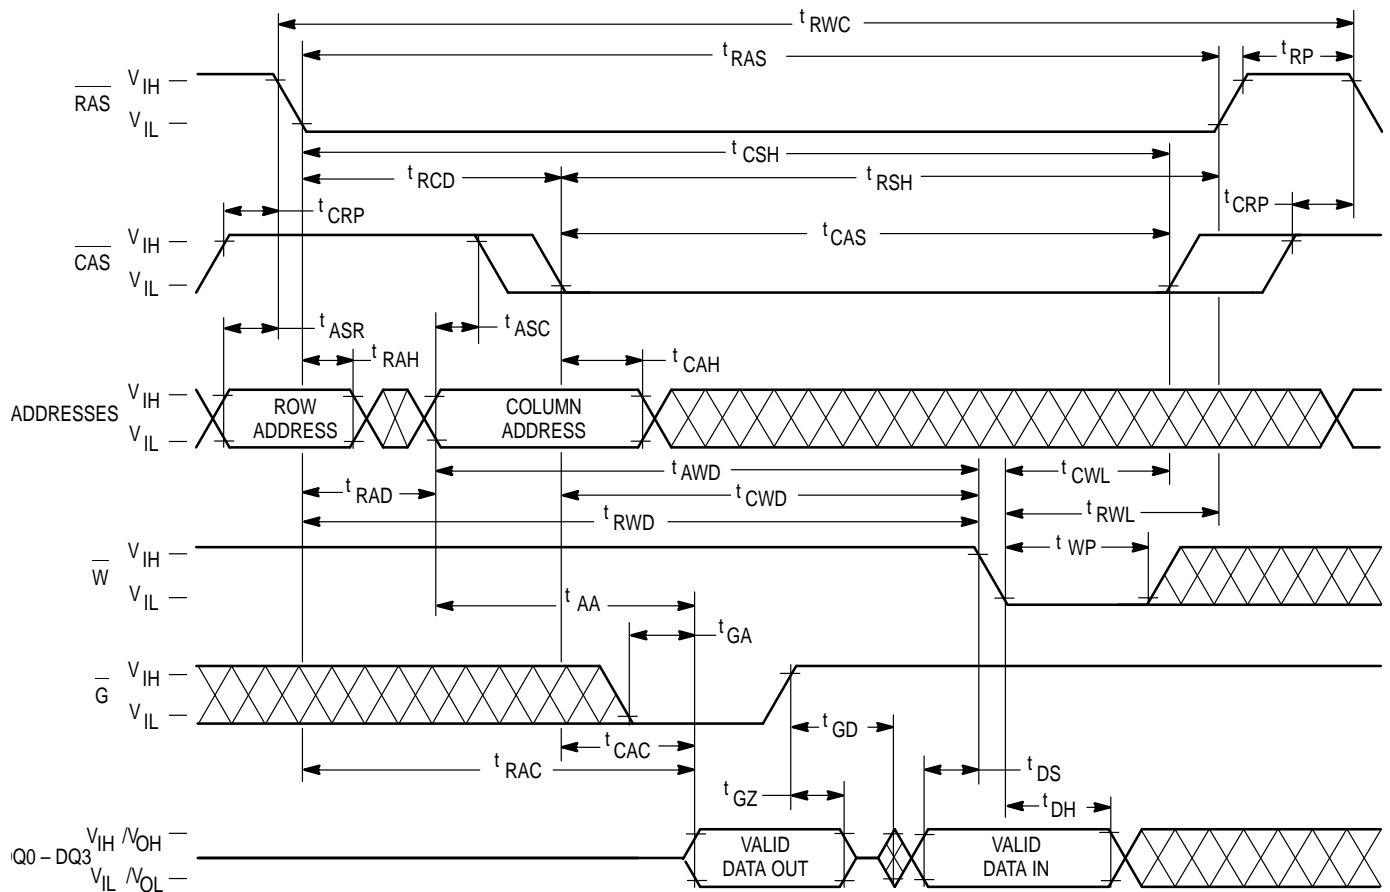 t RWC
t RAS
t RP
RAS
V IH
V IL
t CSH
t RCD
t RSH
t CRP
t CRP
CAS
V IH
V IL
t CAS
t ASR
t ASC
t RAH
t CAH
ADDRESSES
V IH
V IL
ROW
ADDRESS
COLUMN
ADDRESS
t AWD
t CWL
t RAD
t CWD
t RWL
t RWD
W
V IH
V IL
t WP
t AA
t GA
G
V IH
V IL
t GD
t CAC
t RAC
t DS
t GZ
t DH
V IH /V OH
Q0 – DQ3
V IL /V OL
VALID
DATA OUT
VALID
DATA IN